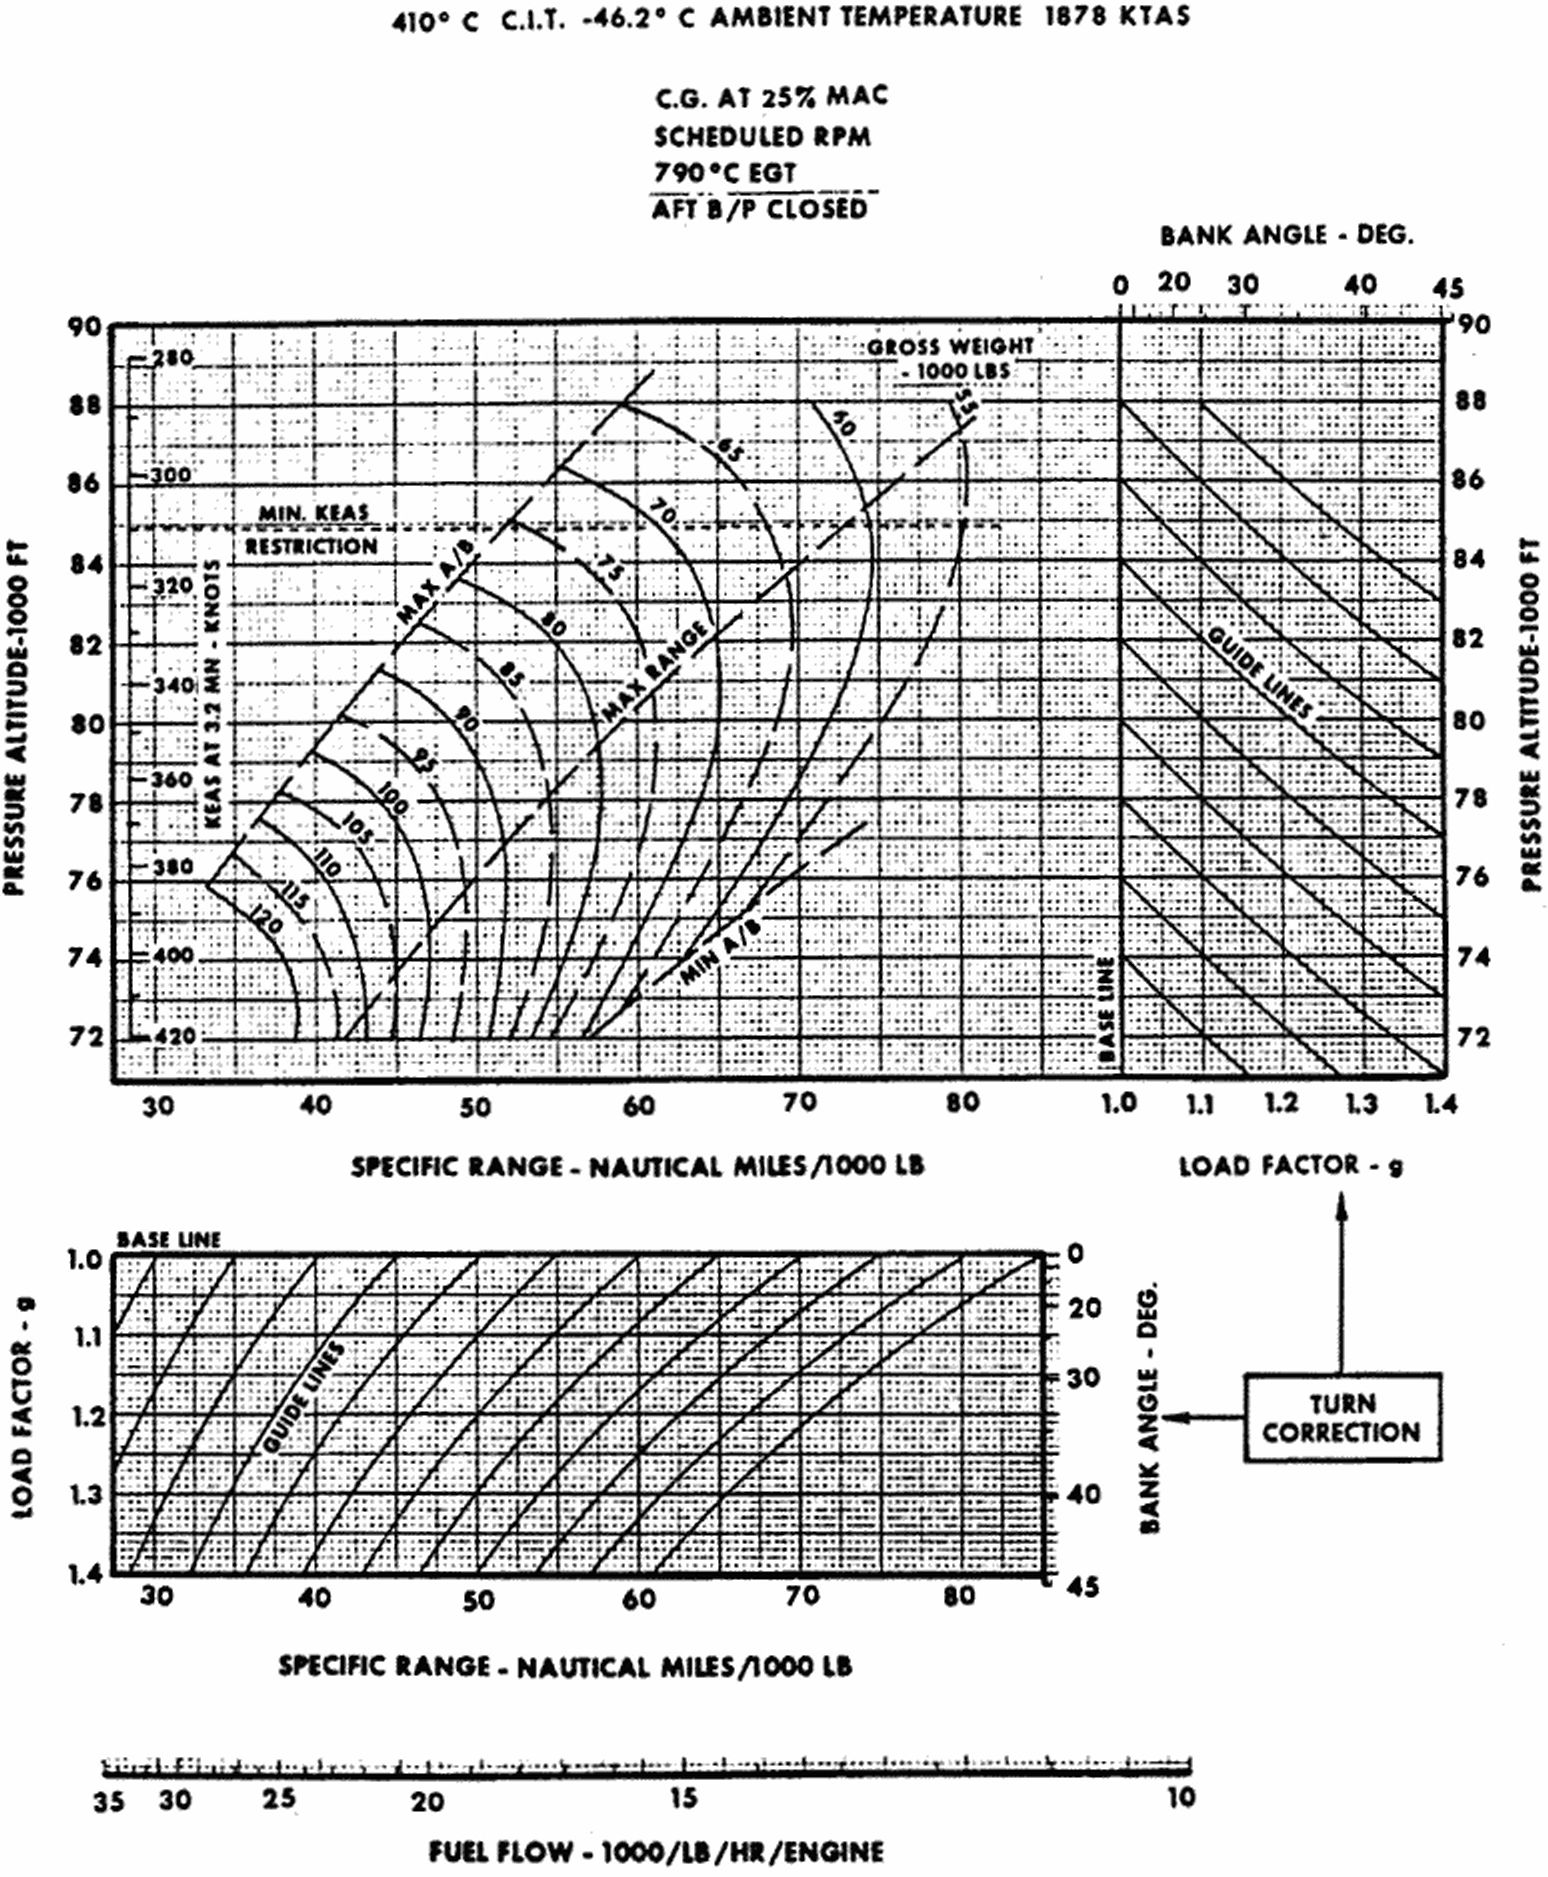 410° C C.I.T. -46.2° C AMBIENT TEMPERATURE 1878 KTAS
C.G. AT 25% MAC
SCHEDULED RPM
790°C EGT
AFT B/P CLOSED
BANK ANGLE - DEG.
0 20 30 40 45
90 88 86 84 82 80 78 76 74 72
PRESSURE ALTITUDE-1000 FT
280 300 320 340 360 380 400 420
KEAS AT 3.2 MN - KNOTS
MIN. KEAS
RESTRICTION
GROSS WEIGHT
- 1000 LBS
55 60 65 70 75 80 85 90 95 100 105 110 115 120
MAX A/B
MAX RANGE
MIN A/B
BASE LINE
GUIDE LINES
90 88 86 84 82 80 78 76 74 72
PRESSURE ALTITUDE-1000 FT
30 40 50 60 70 80
1.0 1.1 1.2 1.3 1.4
SPECIFIC RANGE - NAUTICAL MILES/1000 LB
LOAD FACTOR - g
BASE LINE
1.0 1.1 1.2 1.3 1.4
LOAD FACTOR - g
GUIDE LINES
0 20 30 40 45
BANK ANGLE - DEG.
TURN
CORRECTION
30 40 50 60 70 80
SPECIFIC RANGE - NAUTICAL MILES/1000 LB
35 30 25 20 15 10
FUEL FLOW - 1000/LB/HR/ENGINE